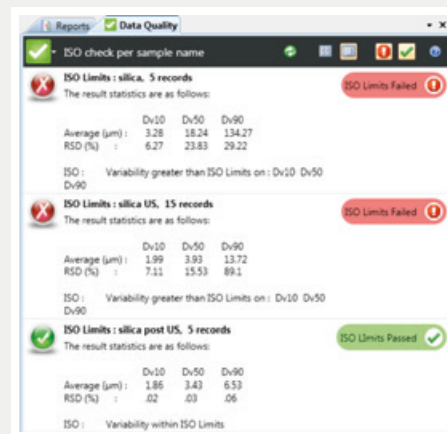 Reports Data Quality
ISO check per sample name
ISO Limits : silica, 5 records
ISO Limits Failed
The result statistics are as follows:
Dv10 Dv50 Dv90
Average (µm) : 3.28 18.24 134.27
RSD (%) : 6.27 23.83 29.22
ISO : Variability greater than ISO Limits on : Dv10 Dv50
Dv90
ISO Limits : silica US, 15 records
ISO Limits Failed
The result statistics are as follows:
Dv10 Dv50 Dv90
Average (µm) : 1.99 3.93 13.72
RSD (%) : 7.11 15.53 89.1
ISO : Variability greater than ISO Limits on : Dv10 Dv50
Dv90
ISO Limits : silica post US, 5 records
ISO LImits Passed
The result statistics are as follows:
Dv10 Dv50 Dv90
Average (µm) : 1.86 3.43 6.53
RSD (%) : .02 .03 .06
ISO : Variability within ISO Limits